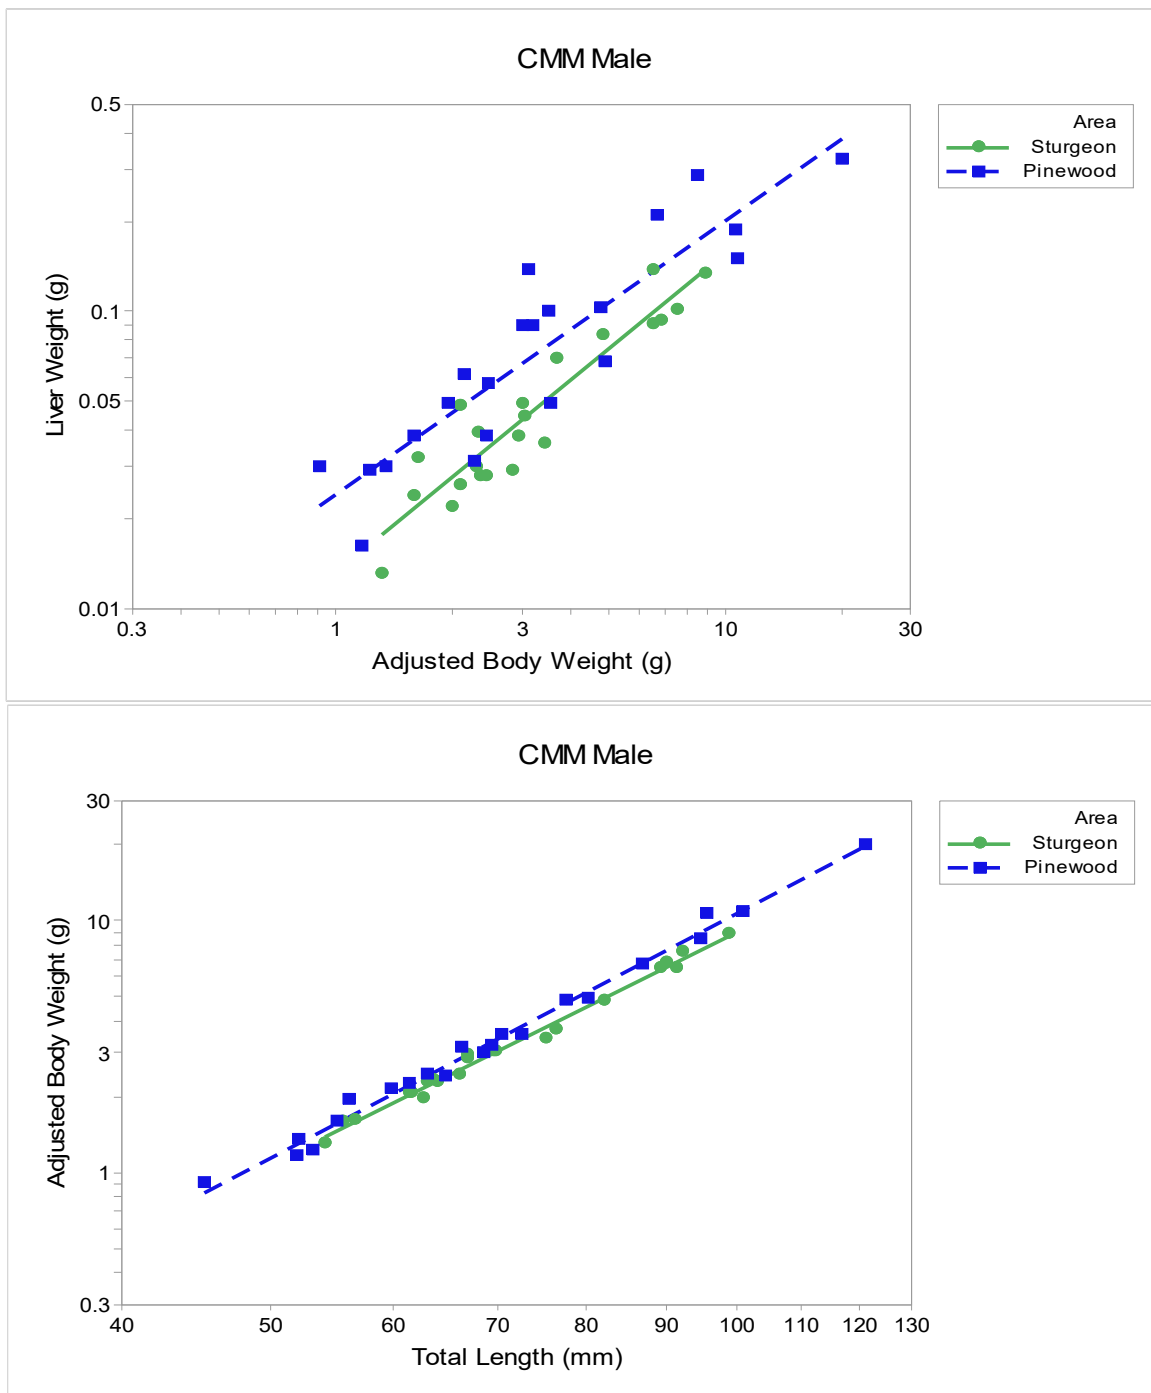 CMM Male
0.5
0.1
0.05
0.01
Liver Weight (g)
0.3 1 3 10 30
Adjusted Body Weight (g)
Area
Sturgeon
Pinewood
CMM Male
30
10
3
1
0.3
Adjusted Body Weight (g)
40 50 60 70 80 90 100 110 120 130
Total Length (mm)
Area
Sturgeon
Pinewood